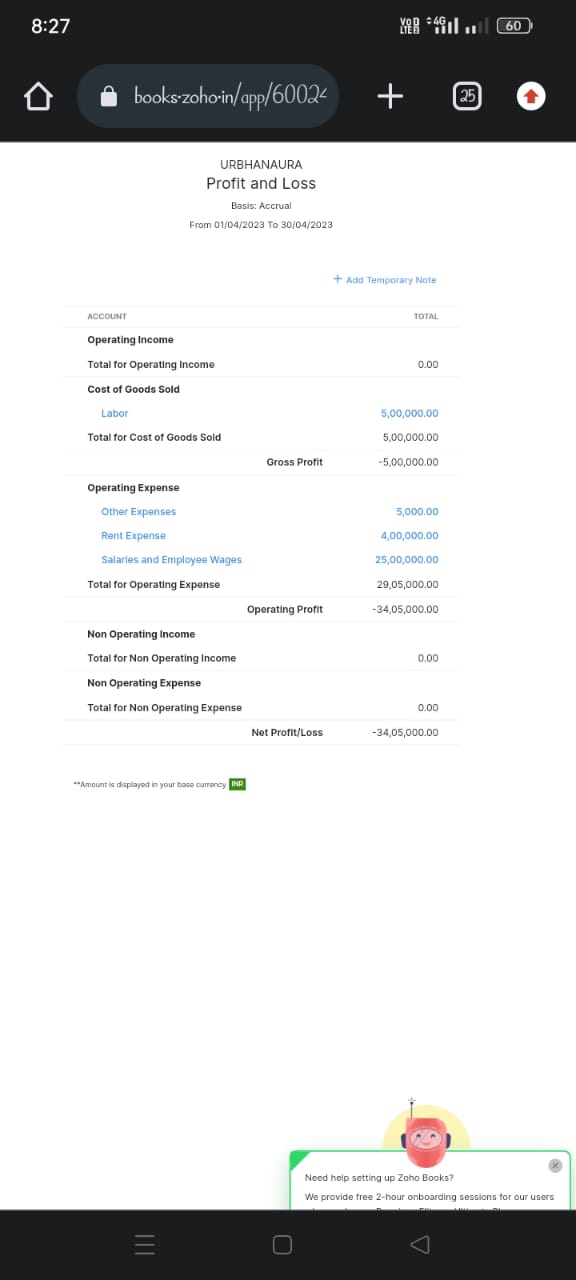 8:27
Vo D
LTE 2
4G
60
books.zoho.in/app/60024
25
URBHANAURA
Profit and Loss
Basis: Accrual
From 01/04/2023 To 30/04/2023
+ Add Temporary Note
ACCOUNT TOTAL
Operating Income
Total for Operating Income 0.00
Cost of Goods Sold
Labor 5,00,000.00
Total for Cost of Goods Sold 5,00,000.00
Gross Profit -5,00,000.00
Operating Expense
Other Expenses 5,000.00
Rent Expense 4,00,000.00
Salaries and Employee Wages 25,00,000.00
Total for Operating Expense 29,05,000.00
Operating Profit -34,05,000.00
Non Operating Income
Total for Non Operating Income 0.00
Non Operating Expense
Total for Non Operating Expense 0.00
Net Profit/Loss -34,05,000.00
**Amount is displayed in your base currency INR
Need help setting up Zoho Books?
We provide free 2-hour onboarding sessions for our users